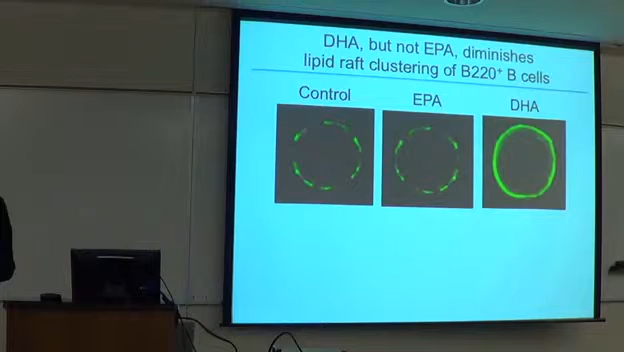 DHA, but not EPA, diminishes
lipid raft clustering of B220⁺ B cells
Control
EPA
DHA